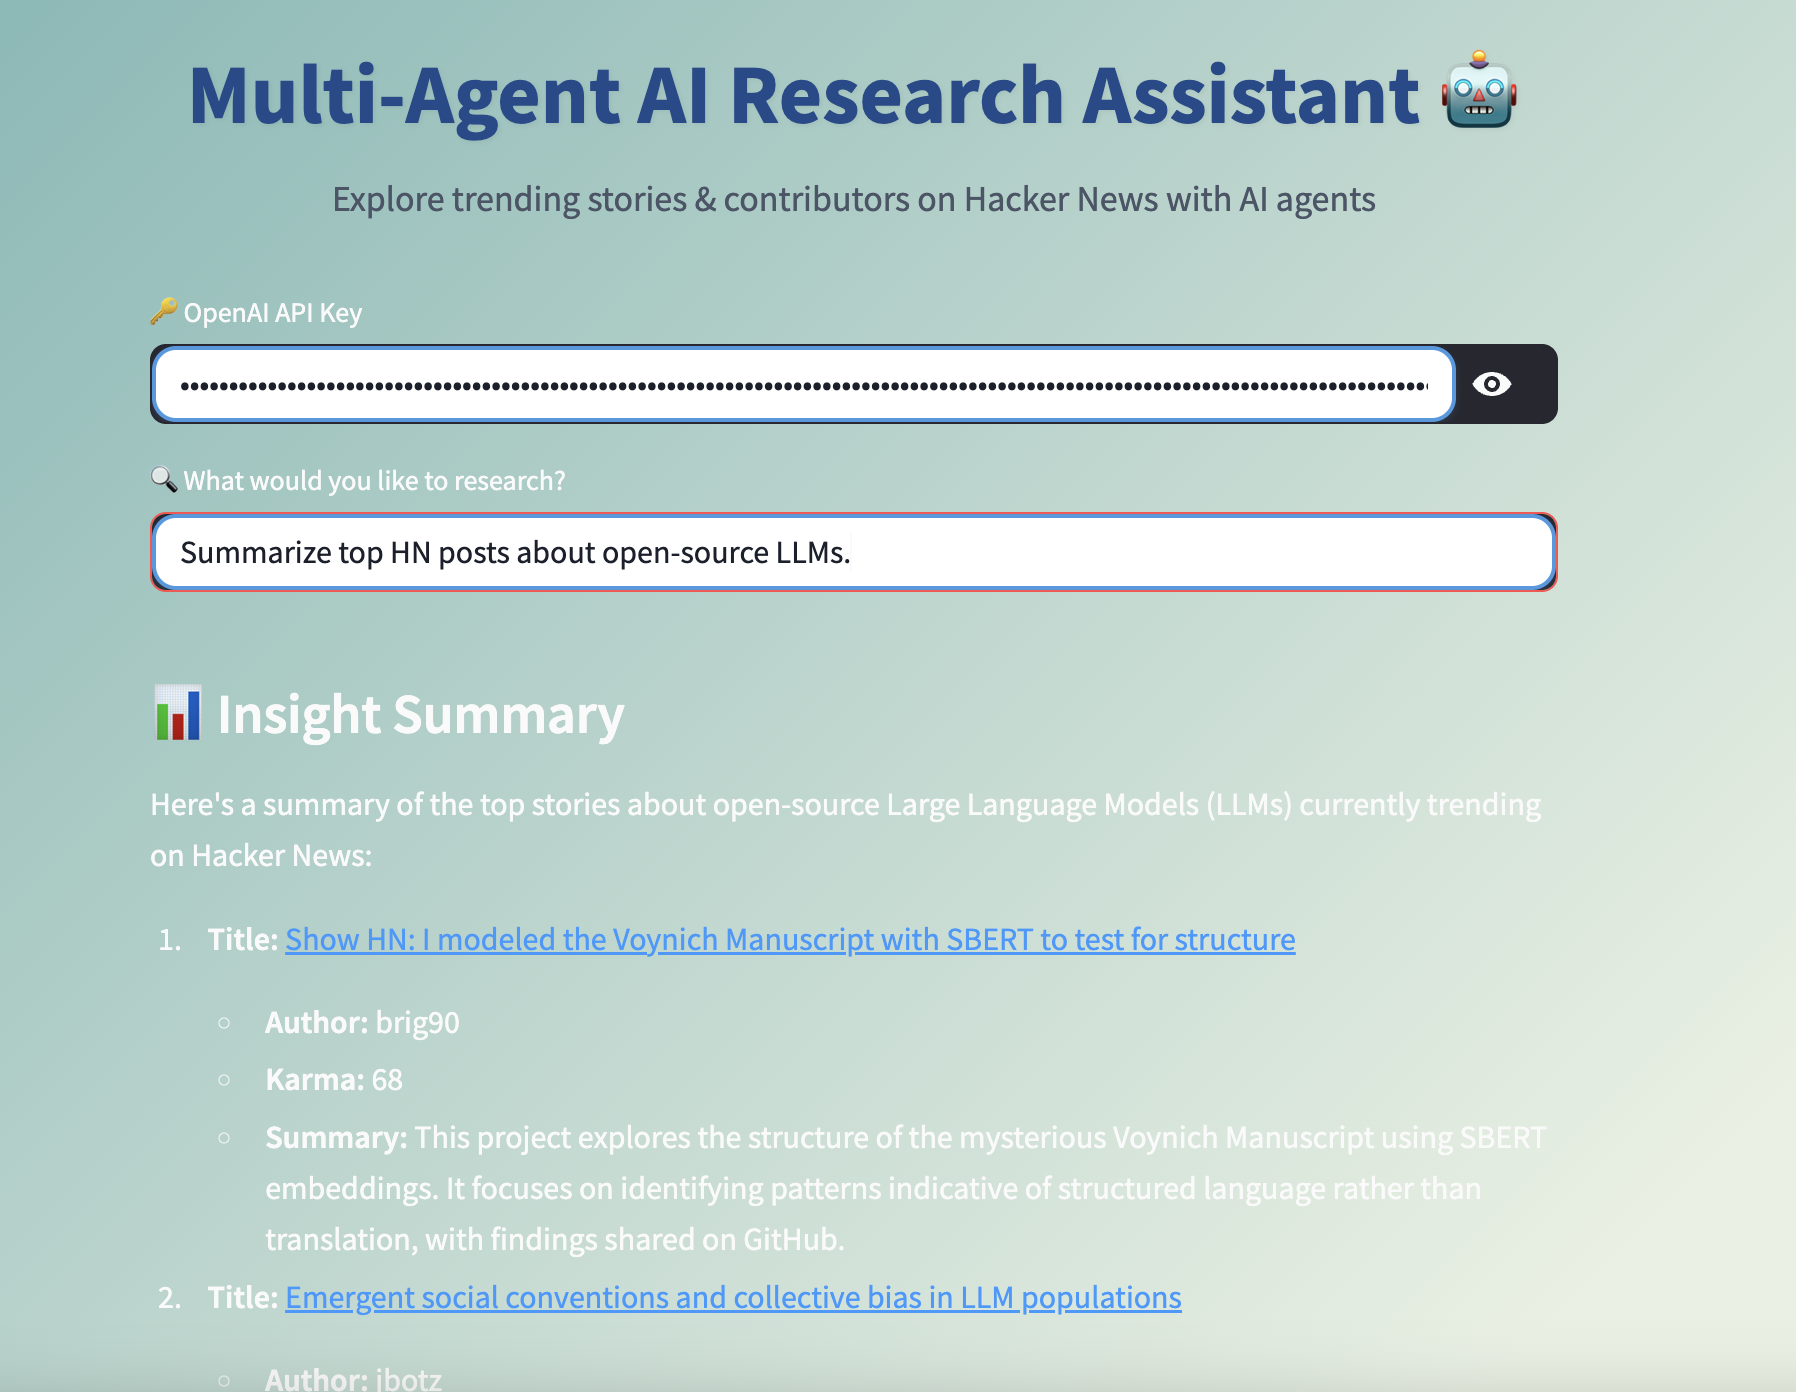 Multi-Agent AI Research Assistant 🤖
Explore trending stories & contributors on Hacker News with AI agents
🔑 OpenAI API Key
🔍 What would you like to research?
Summarize top HN posts about open-source LLMs.
📊 Insight Summary
Here's a summary of the top stories about open-source Large Language Models (LLMs) currently trending
on Hacker News:
1. Title: Show HN: I modeled the Voynich Manuscript with SBERT to test for structure
○ Author: brig90
○ Karma: 68
○ Summary: This project explores the structure of the mysterious Voynich Manuscript using SBERT
embeddings. It focuses on identifying patterns indicative of structured language rather than
translation, with findings shared on GitHub.
2. Title: Emergent social conventions and collective bias in LLM populations
○ Author: jbotz